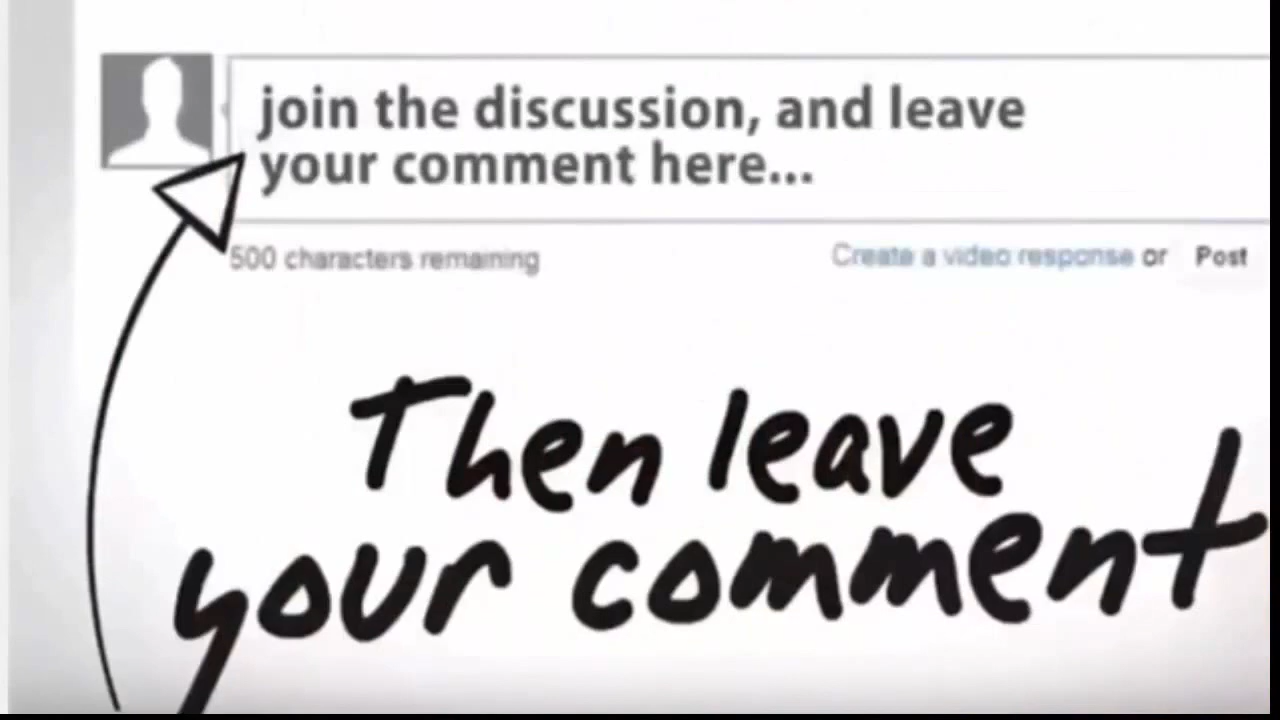 join the discussion, and leave
your comment here...
500 characters remaining
Create a video response or Post
Then leave
your comment